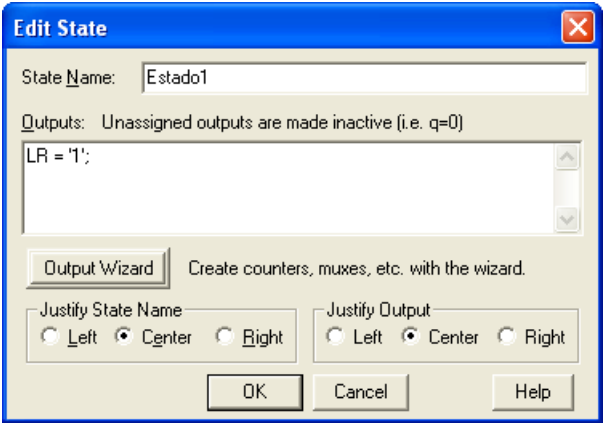 Edit State
State Name: Estado1
Outputs: Unassigned outputs are made inactive (i.e. q=0)
LR = '1';
Output Wizard Create counters, muxes, etc. with the wizard.
Justify State Name Justify Output
Left Center Right Left Center Right
OK Cancel Help